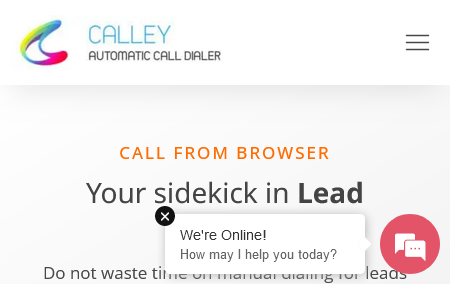 CALLEY
AUTOMATIC CALL DIALER
CALL FROM BROWSER
Your sidekick in Lead
We're Online!
How may I help you today?
Do not waste time on manual dialing for leads